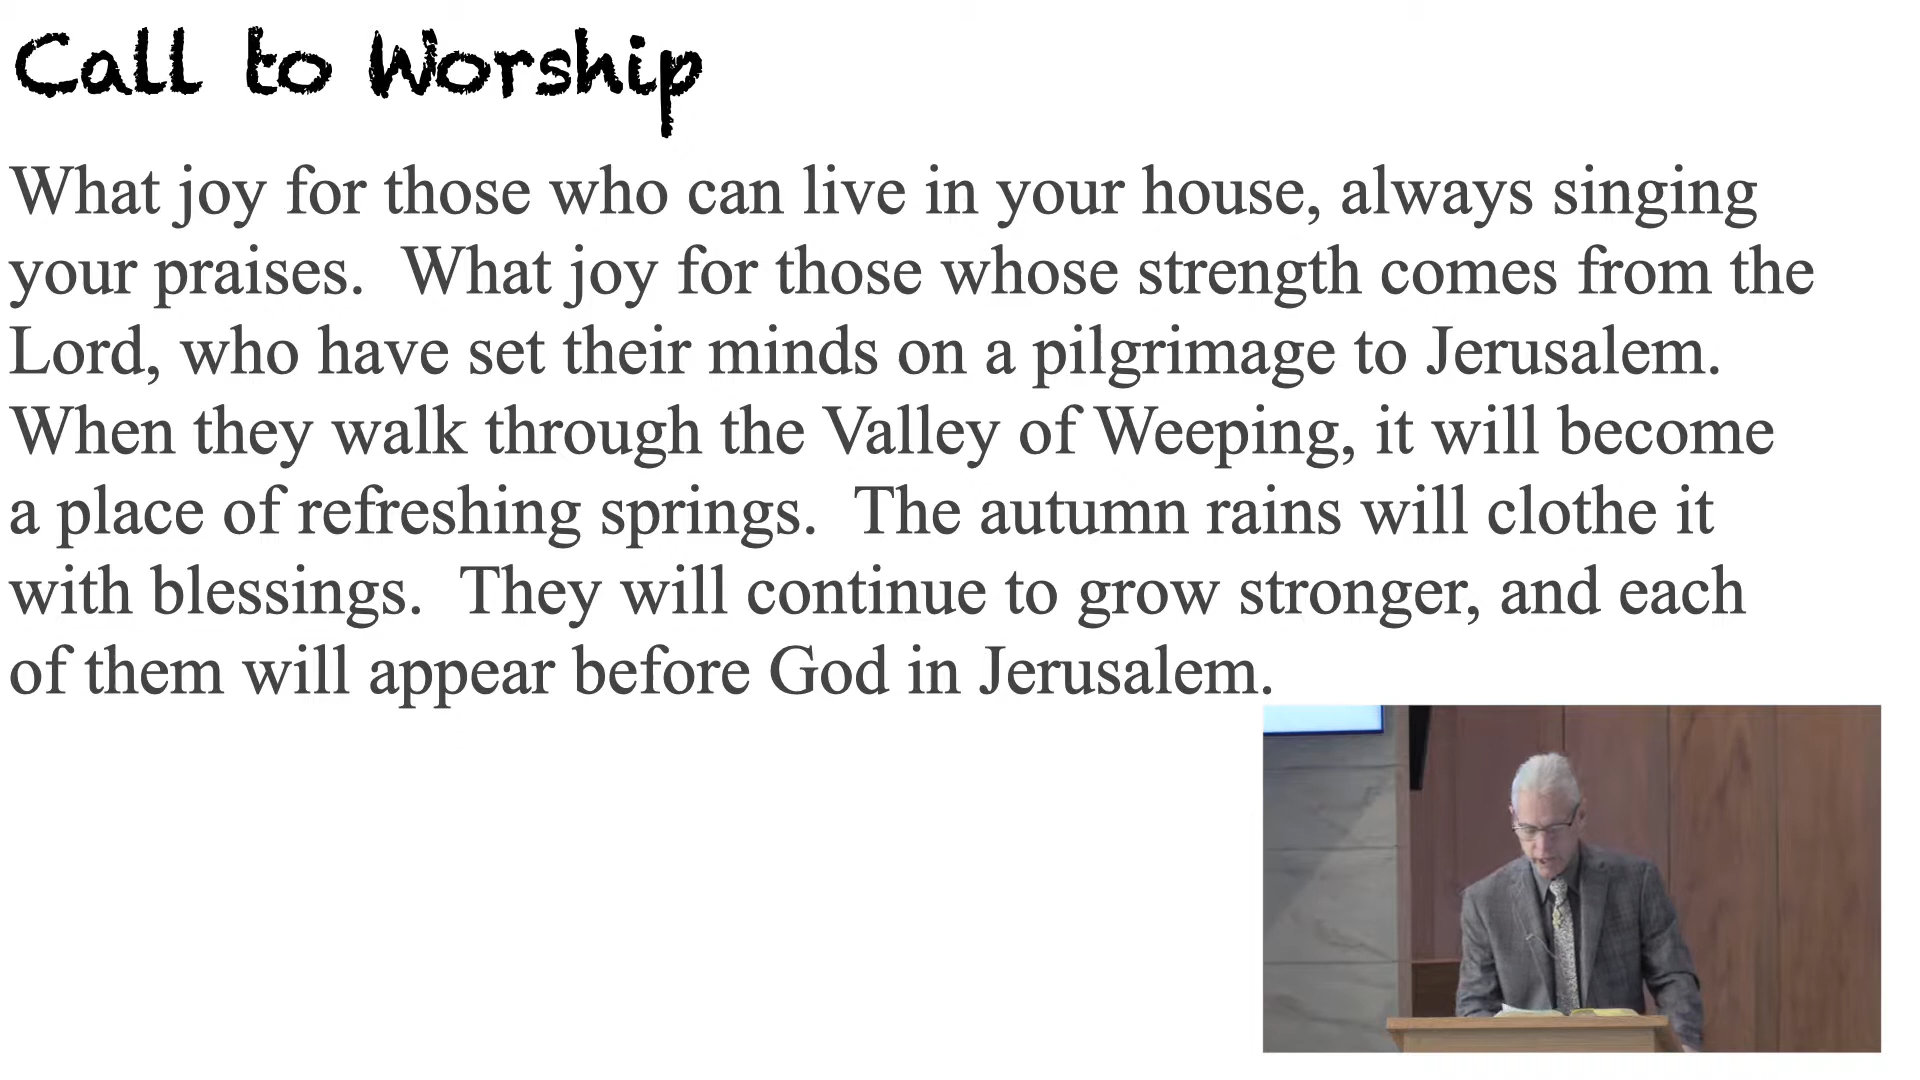 Call to Worship
What joy for those who can live in your house, always singing
your praises.  What joy for those whose strength comes from the
Lord, who have set their minds on a pilgrimage to Jerusalem.
When they walk through the Valley of Weeping, it will become
a place of refreshing springs.  The autumn rains will clothe it
with blessings.  They will continue to grow stronger, and each
of them will appear before God in Jerusalem.